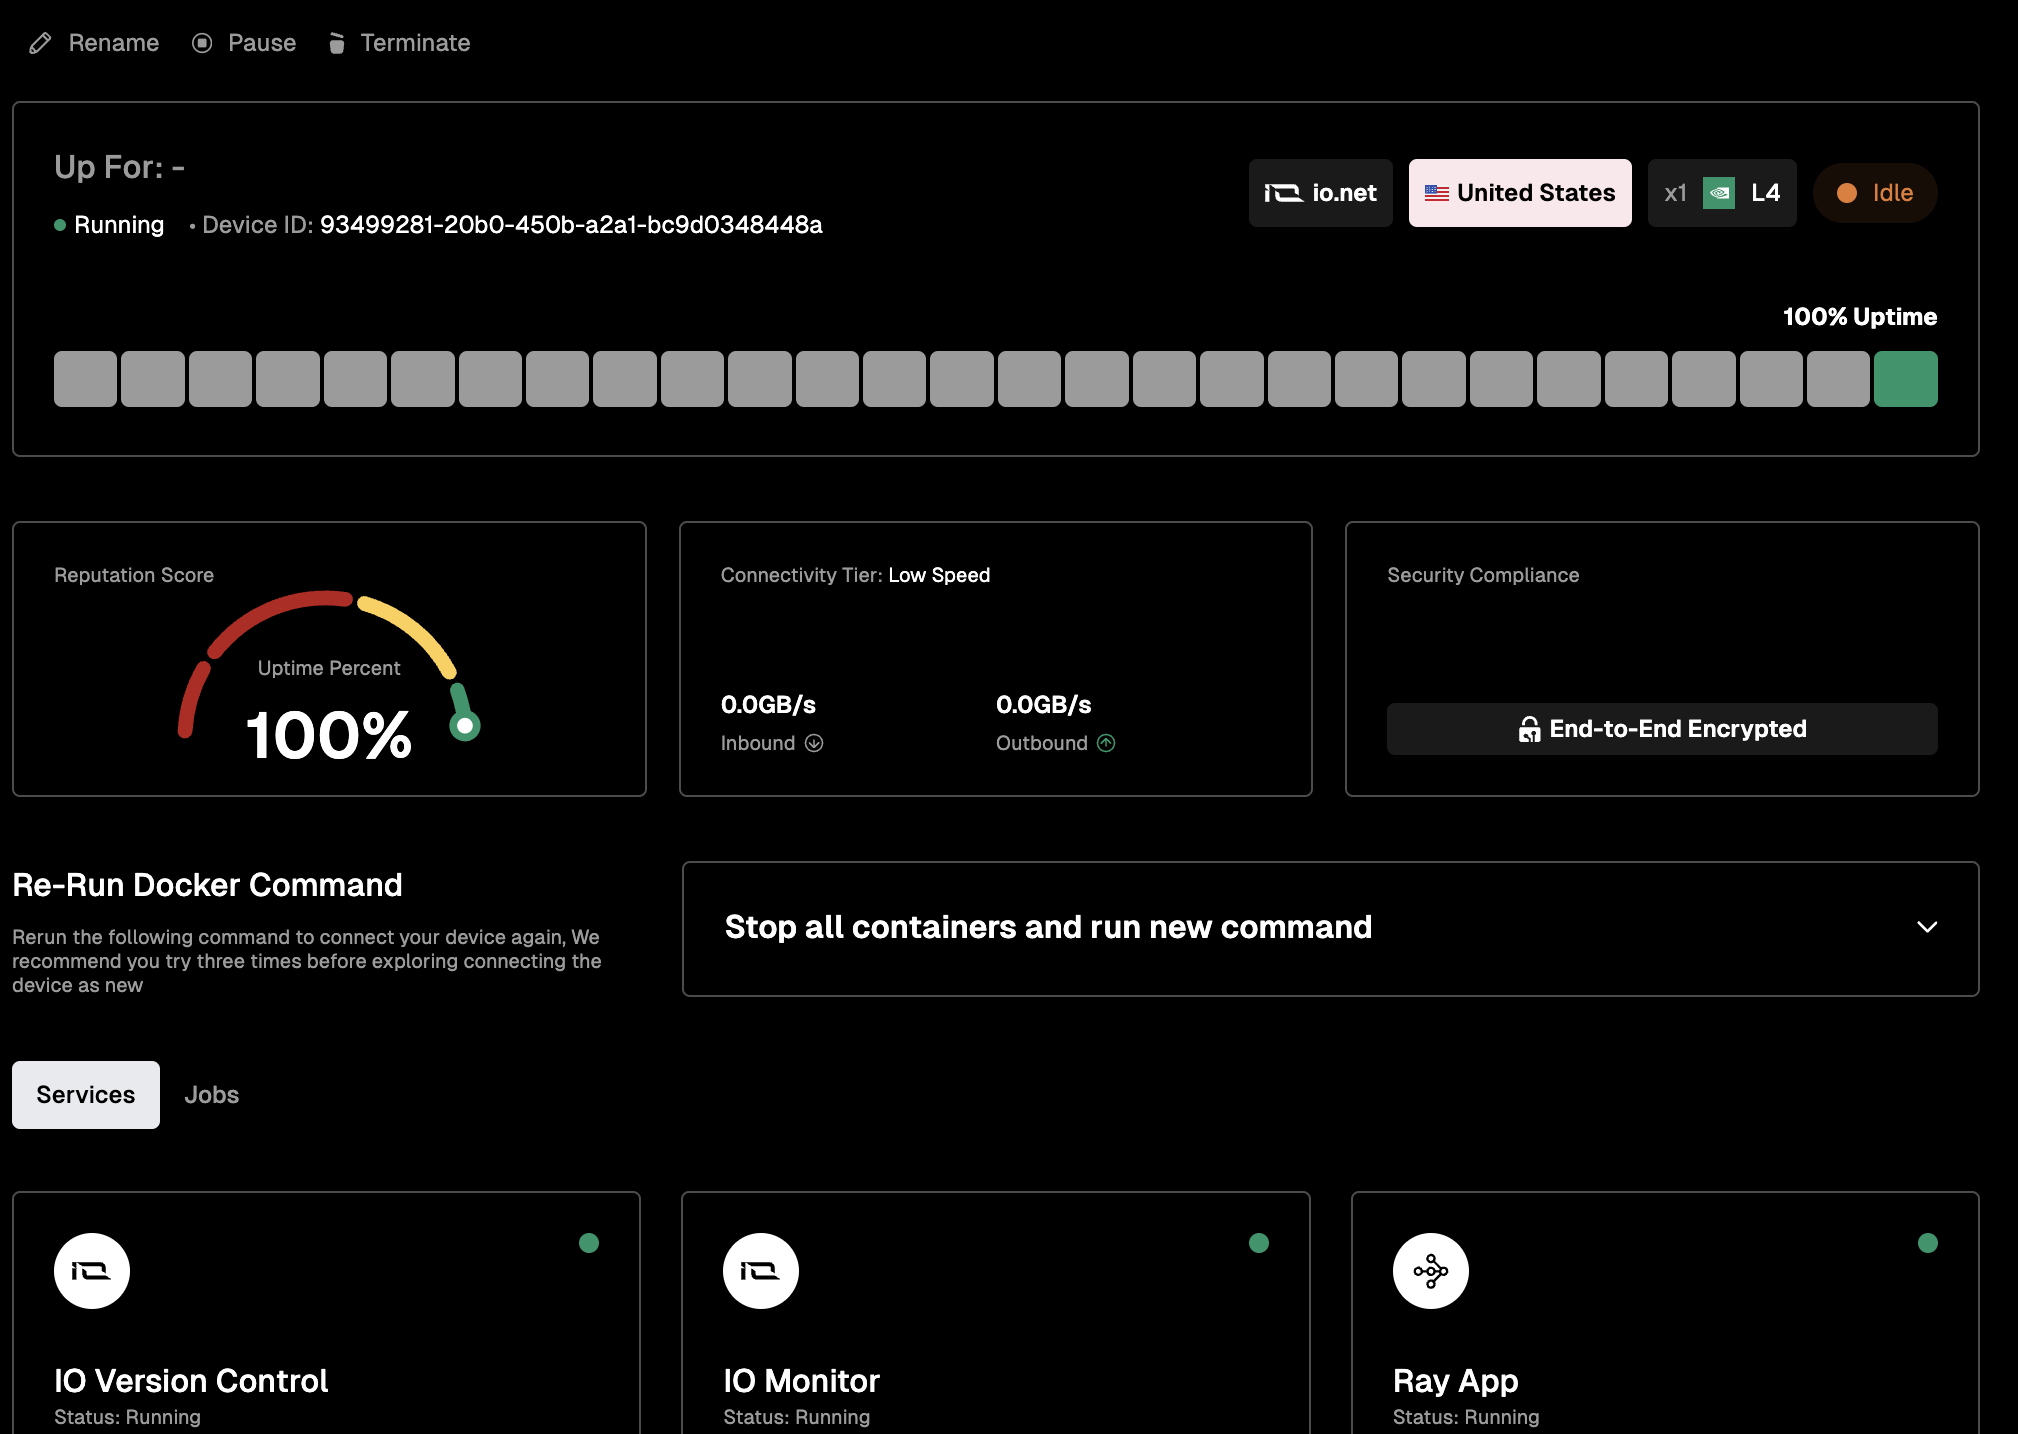 Rename Pause Terminate
Up For: -
Running • Device ID: 93499281-20b0-450b-a2a1-bc9d0348448a
io.net United States x1 L4 Idle
100% Uptime
Reputation Score
Uptime Percent
100%
Connectivity Tier: Low Speed
0.0GB/s
Inbound
0.0GB/s
Outbound
Security Compliance
End-to-End Encrypted
Re-Run Docker Command
Rerun the following command to connect your device again, We
recommend you try three times before exploring connecting the
device as new
Stop all containers and run new command
Services Jobs
IO Version Control
Status: Running
IO Monitor
Status: Running
Ray App
Status: Running